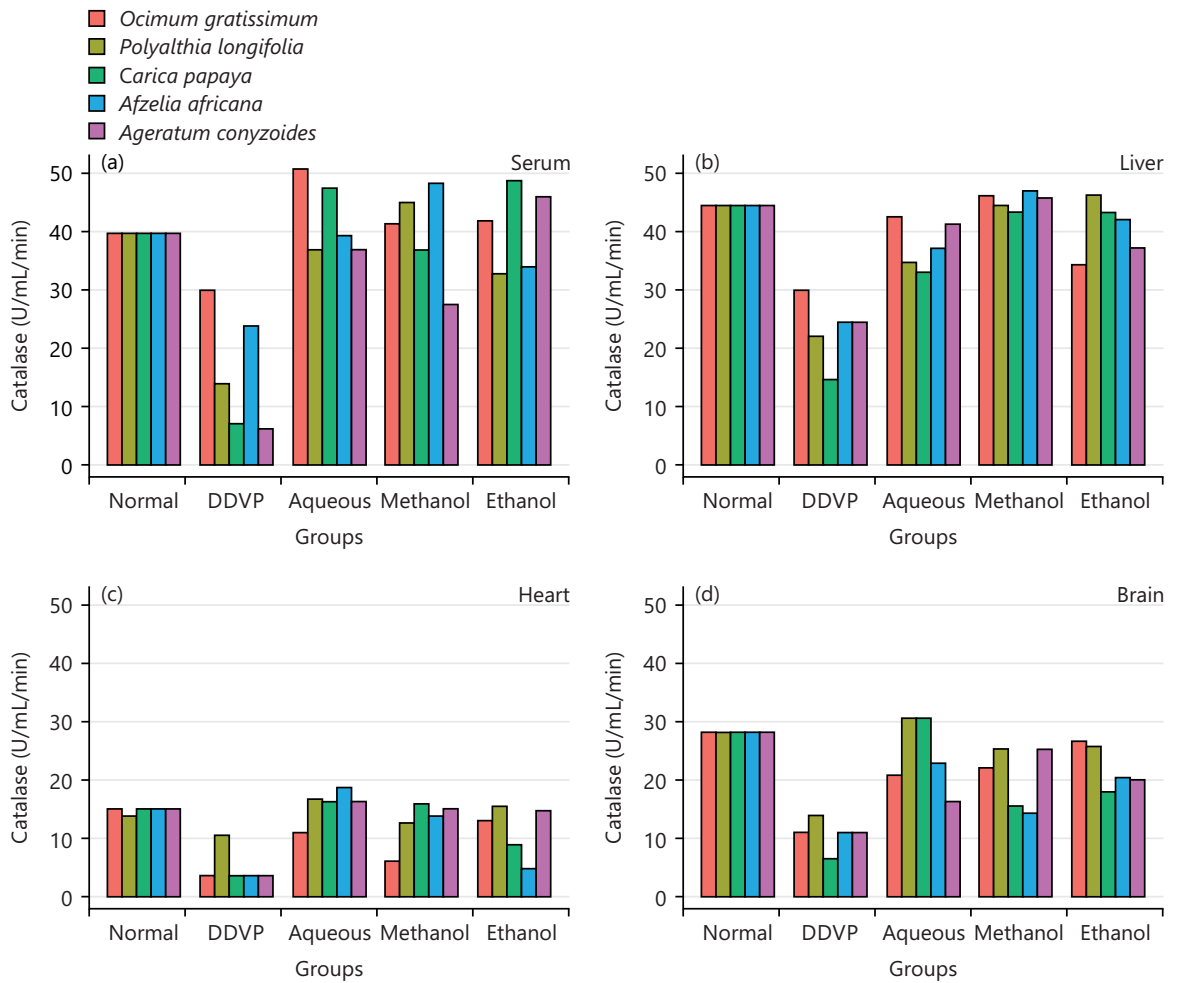 Ocimum gratissimum
Polyalthia longifolia
Carica papaya
Afzelia africana
Ageratum conyzoides
(a) Serum
50
40
30
20
10
0
Catalase (U/mL/min)
Normal DDVP Aqueous Methanol Ethanol
Groups
(b) Liver
50
40
30
20
10
0
Catalase (U/mL/min)
Normal DDVP Aqueous Methanol Ethanol
Groups
(c) Heart
50
40
30
20
10
0
Catalase (U/mL/min)
Normal DDVP Aqueous Methanol Ethanol
Groups
(d) Brain
50
40
30
20
10
0
Catalase (U/mL/min)
Normal DDVP Aqueous Methanol Ethanol
Groups